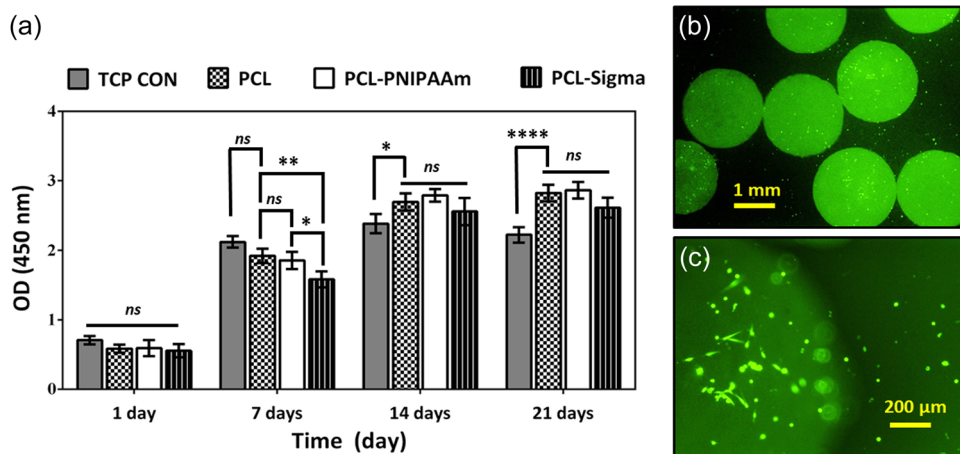 (a)
TCP CON PCL PCL-PNIPAAm PCL-Sigma
OD (450 nm)
4
3
2
1
0
ns
ns
**
ns
*
*
ns
****
ns
1 day 7 days 14 days 21 days
Time (day)
(b)
1 mm
(c)
200 µm